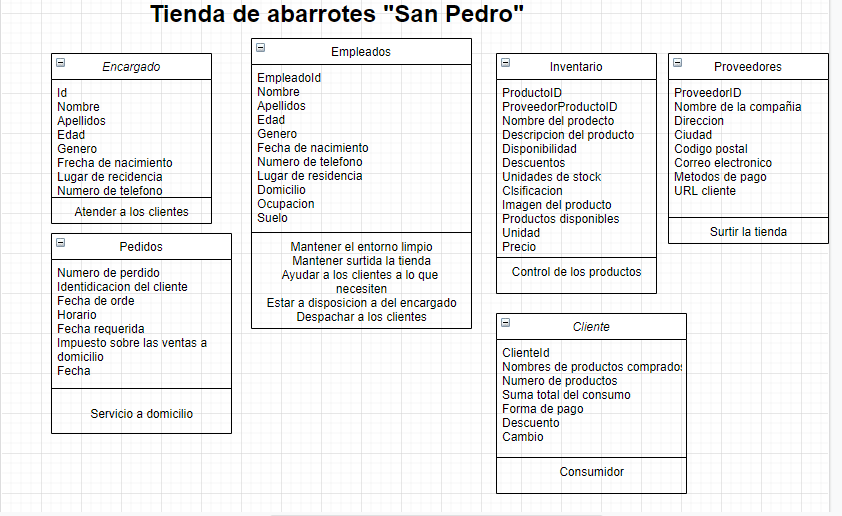 Tienda de abarrotes "San Pedro"
Encargado
Id
Nombre
Apellidos
Edad
Genero
Frecha de nacimiento
Lugar de recidencia
Numero de telefono
Atender a los clientes
Empleados
EmpleadoId
Nombre
Apellidos
Edad
Genero
Fecha de nacimiento
Numero de telefono
Lugar de residencia
Domicilio
Ocupacion
Suelo
Mantener el entorno limpio
Mantener surtida la tienda
Ayudar a los clientes a lo que
necesiten
Estar a disposicion a del encargado
Despachar a los clientes
Inventario
ProductoID
ProveedorProductoID
Nombre del prodecto
Descripcion del producto
Disponibilidad
Descuentos
Unidades de stock
Clsificacion
Imagen del producto
Productos disponibles
Unidad
Precio
Control de los productos
Proveedores
ProveedorID
Nombre de la compañia
Direccion
Ciudad
Codigo postal
Correo electronico
Metodos de pago
URL cliente
Surtir la tienda
Pedidos
Numero de perdido
Identidicacion del cliente
Fecha de orde
Horario
Fecha requerida
Impuesto sobre las ventas a
domicilio
Fecha
Servicio a domicilio
Cliente
ClienteId
Nombres de productos comprados
Numero de productos
Suma total del consumo
Forma de pago
Descuento
Cambio
Consumidor